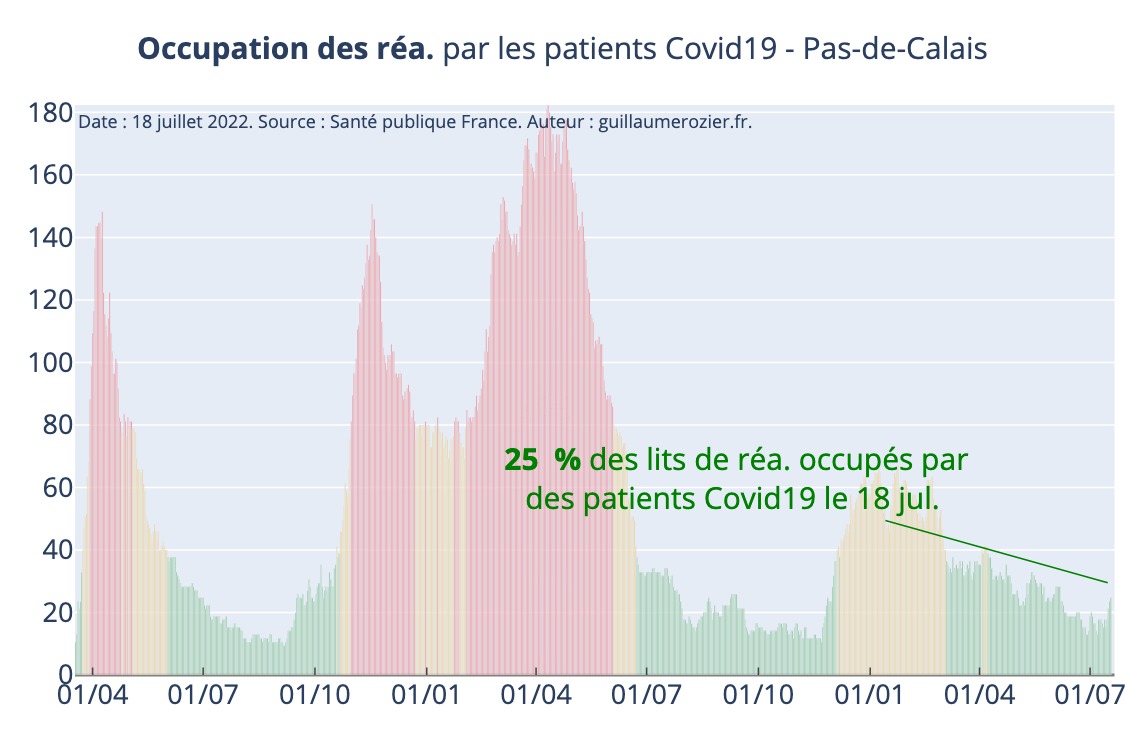 Occupation des réa. par les patients Covid19 - Pas-de-Calais
180
Date : 18 juillet 2022. Source : Santé publique France. Auteur : guillaumerozier.fr.
160
140
120
100
80
25 % des lits de réa. occupés par
60
des patients Covid19 le 18 jul.
40
20
0
01/04 01/07 01/10 01/01 01/04 01/07 01/10 01/01 01/04 01/07